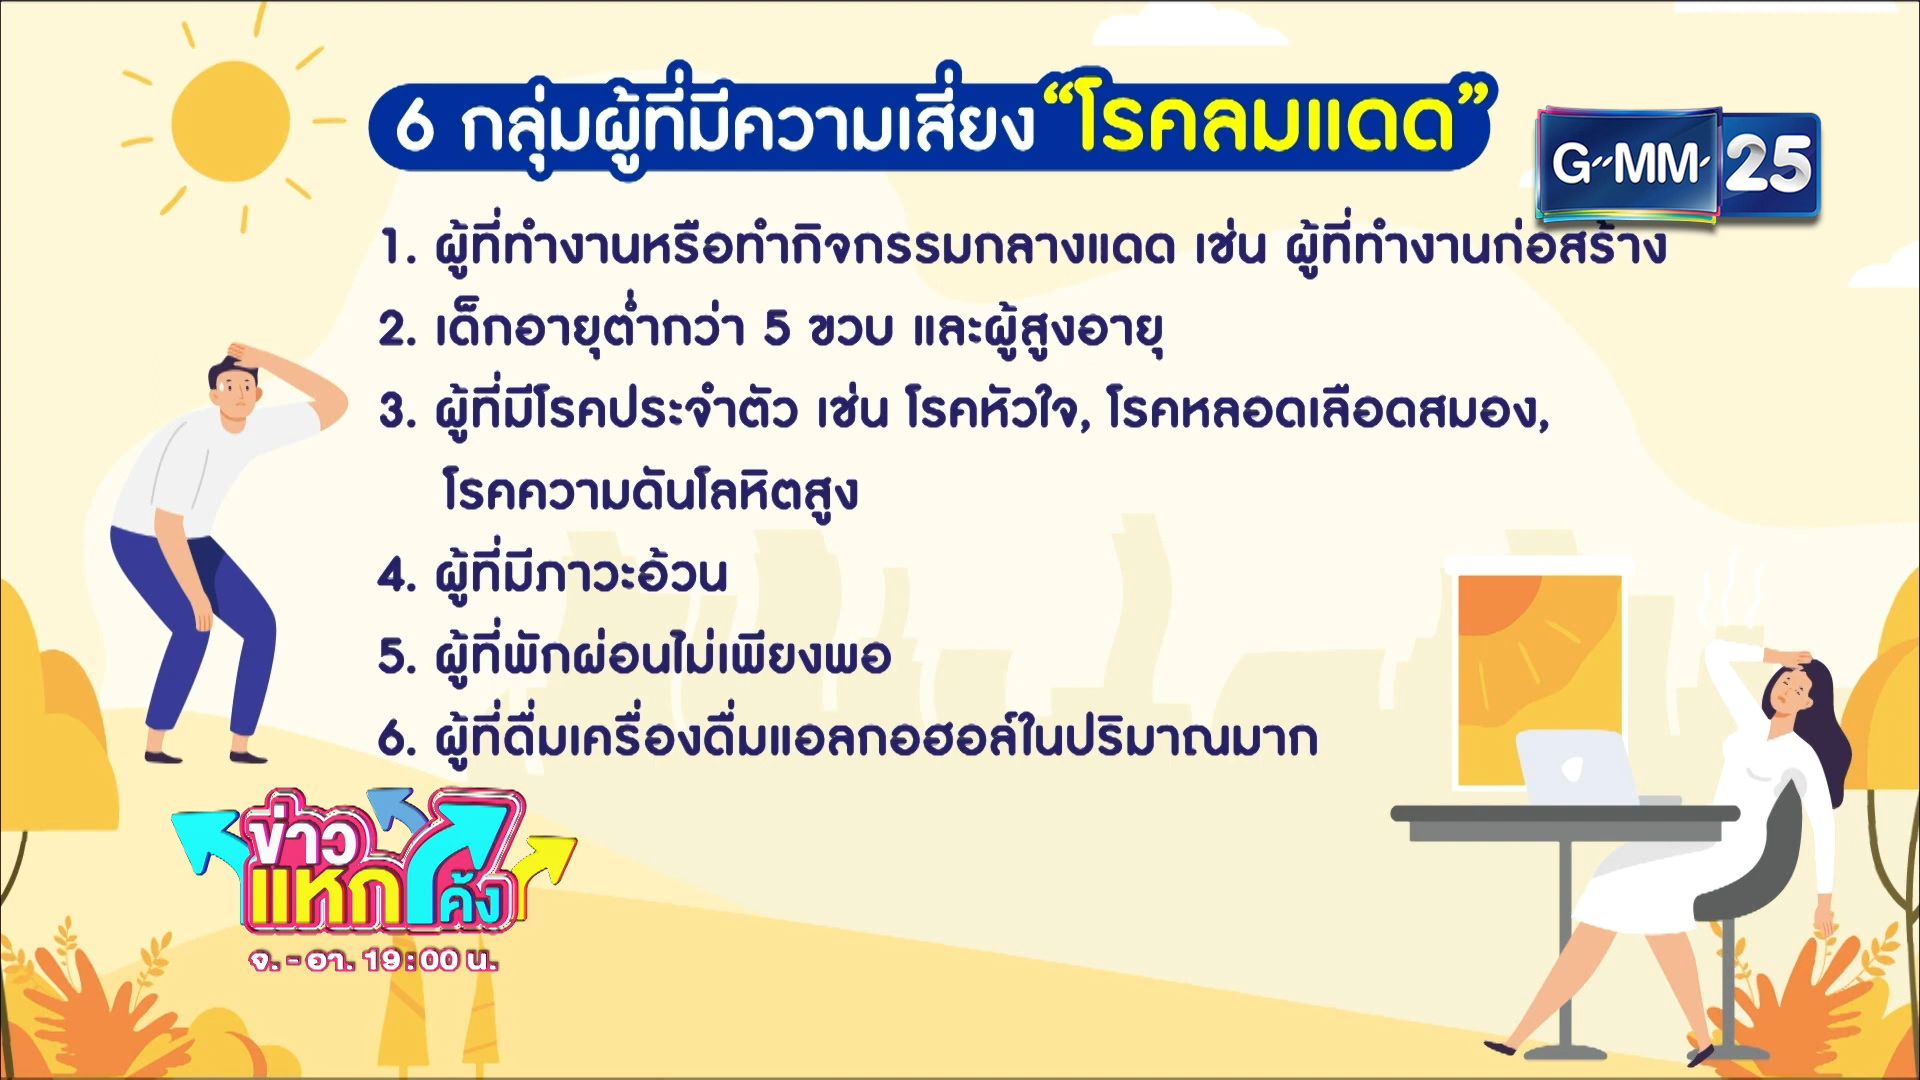 6 กลุ่มผู้ที่มีความเสี่ยง “โรคลมแดด”
G"MM' 25
1. ผู้ที่ทำงานหรือทำกิจกรรมกลางแดด เช่น ผู้ที่ทำงานก่อสร้าง
2. เด็กอายุต่ำกว่า 5 ขวบ และผู้สูงอายุ
3. ผู้ที่มีโรคประจำตัว เช่น โรคหัวใจ, โรคหลอดเลือดสมอง,
โรคความดันโลหิตสูง
4. ผู้ที่มีภาวะอ้วน
5. ผู้ที่พักผ่อนไม่เพียงพอ
6. ผู้ที่ดื่มเครื่องดื่มแอลกอฮอล์ในปริมาณมาก
ข่าว
แหกโค้ง
จ. - อา. 19:00 น.